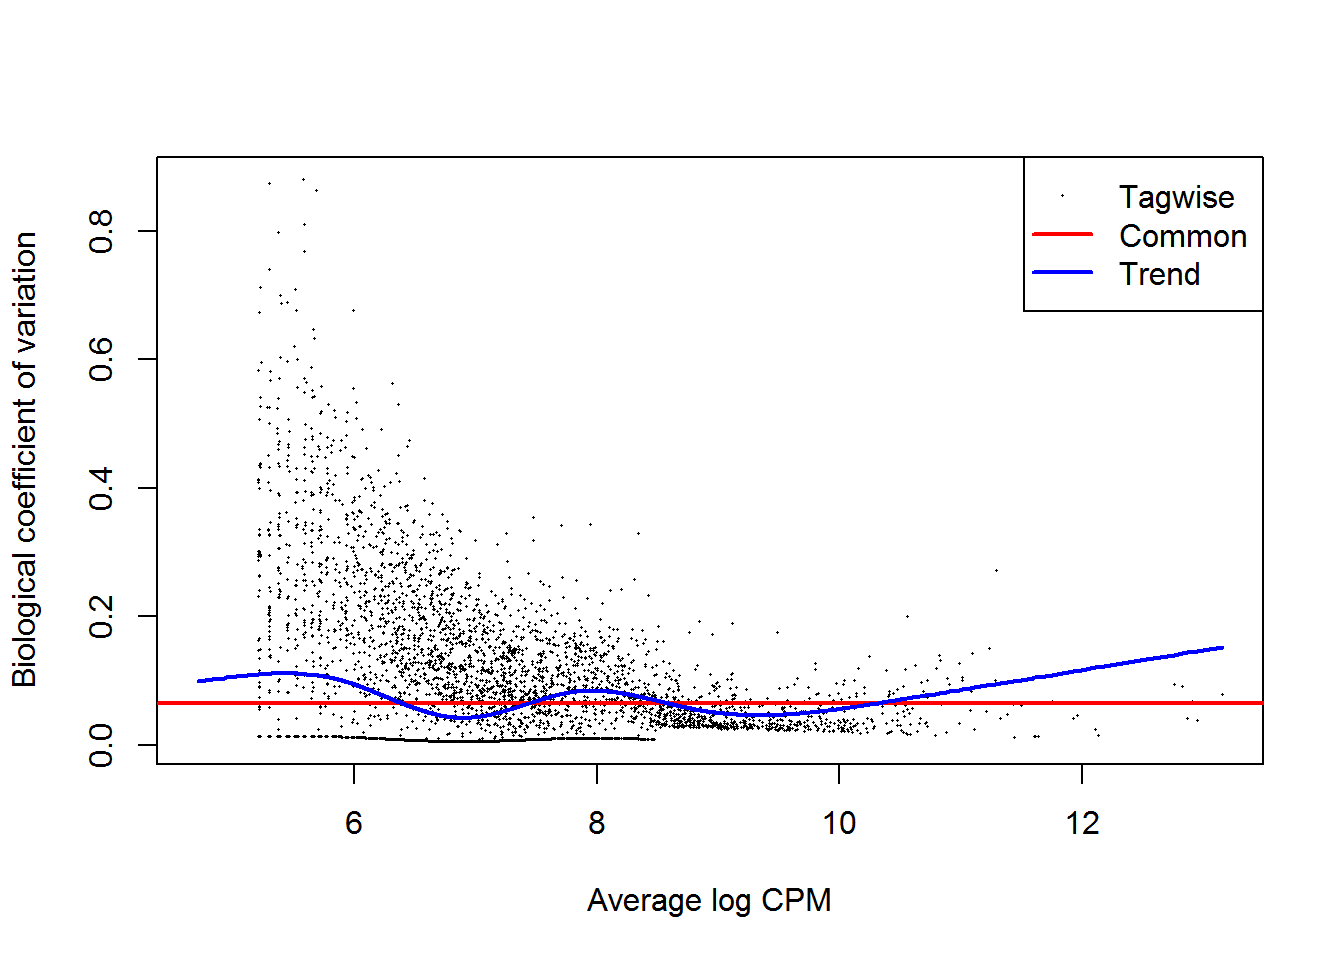 Tagwise
Common
Trend
Biological coefficient of variation
0.8
0.6
0.4
0.2
0.0
6 8 10 12
Average log CPM